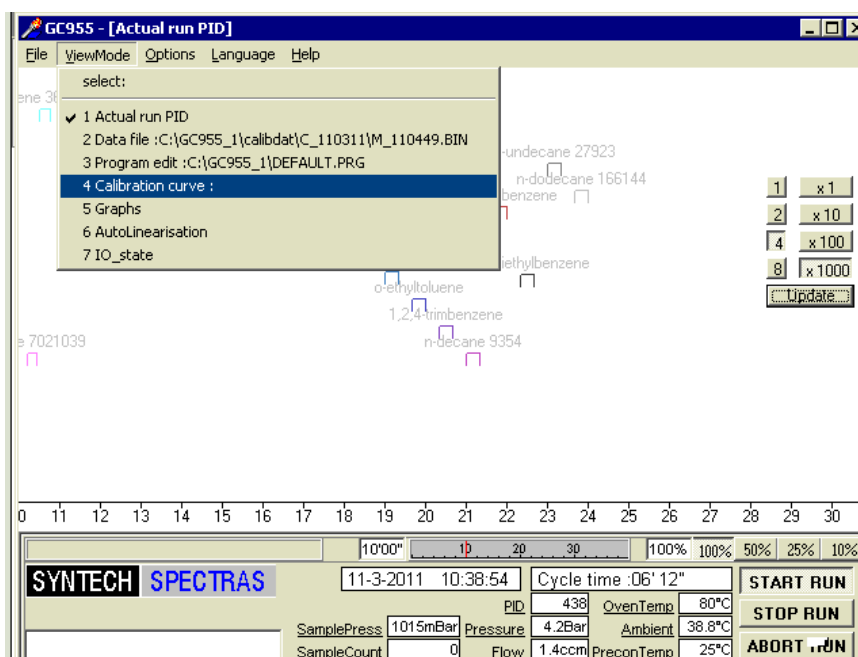 GC955 - [Actual run PID]
File ViewMode Options Language Help
select:
1 Actual run PID
2 Data file :C:\GC955_1\calibdat\C_110311\M_110449.BIN
3 Program edit :C:\GC955_1\DEFAULT.PRG
4 Calibration curve :
5 Graphs
6 AutoLinearisation
7 IO_state
ene 36
-undecane 27923
n-dodecane 166144
benzene
iethylbenzene
o-ethyltoluene
1,2,4-trimbenzene
n-decane 9354
e 7021039
1 x 1
2 x 10
4 x 100
8 x 1000
Update
0 11 12 13 14 15 16 17 18 19 20 21 22 23 24 25 26 27 28 29 30
10'00" 10 20 30 100% 100% 50% 25% 10%
SYNTECH SPECTRAS
11-3-2011 10:38:54 Cycle time :06' 12"
START RUN
PID 438 OvenTemp 80°C
STOP RUN
SamplePress 1015mBar Pressure 4.2Bar Ambient 38.8°C
SampleCount 0 Flow 1.4ccm PreconTemp 25°C
ABORT